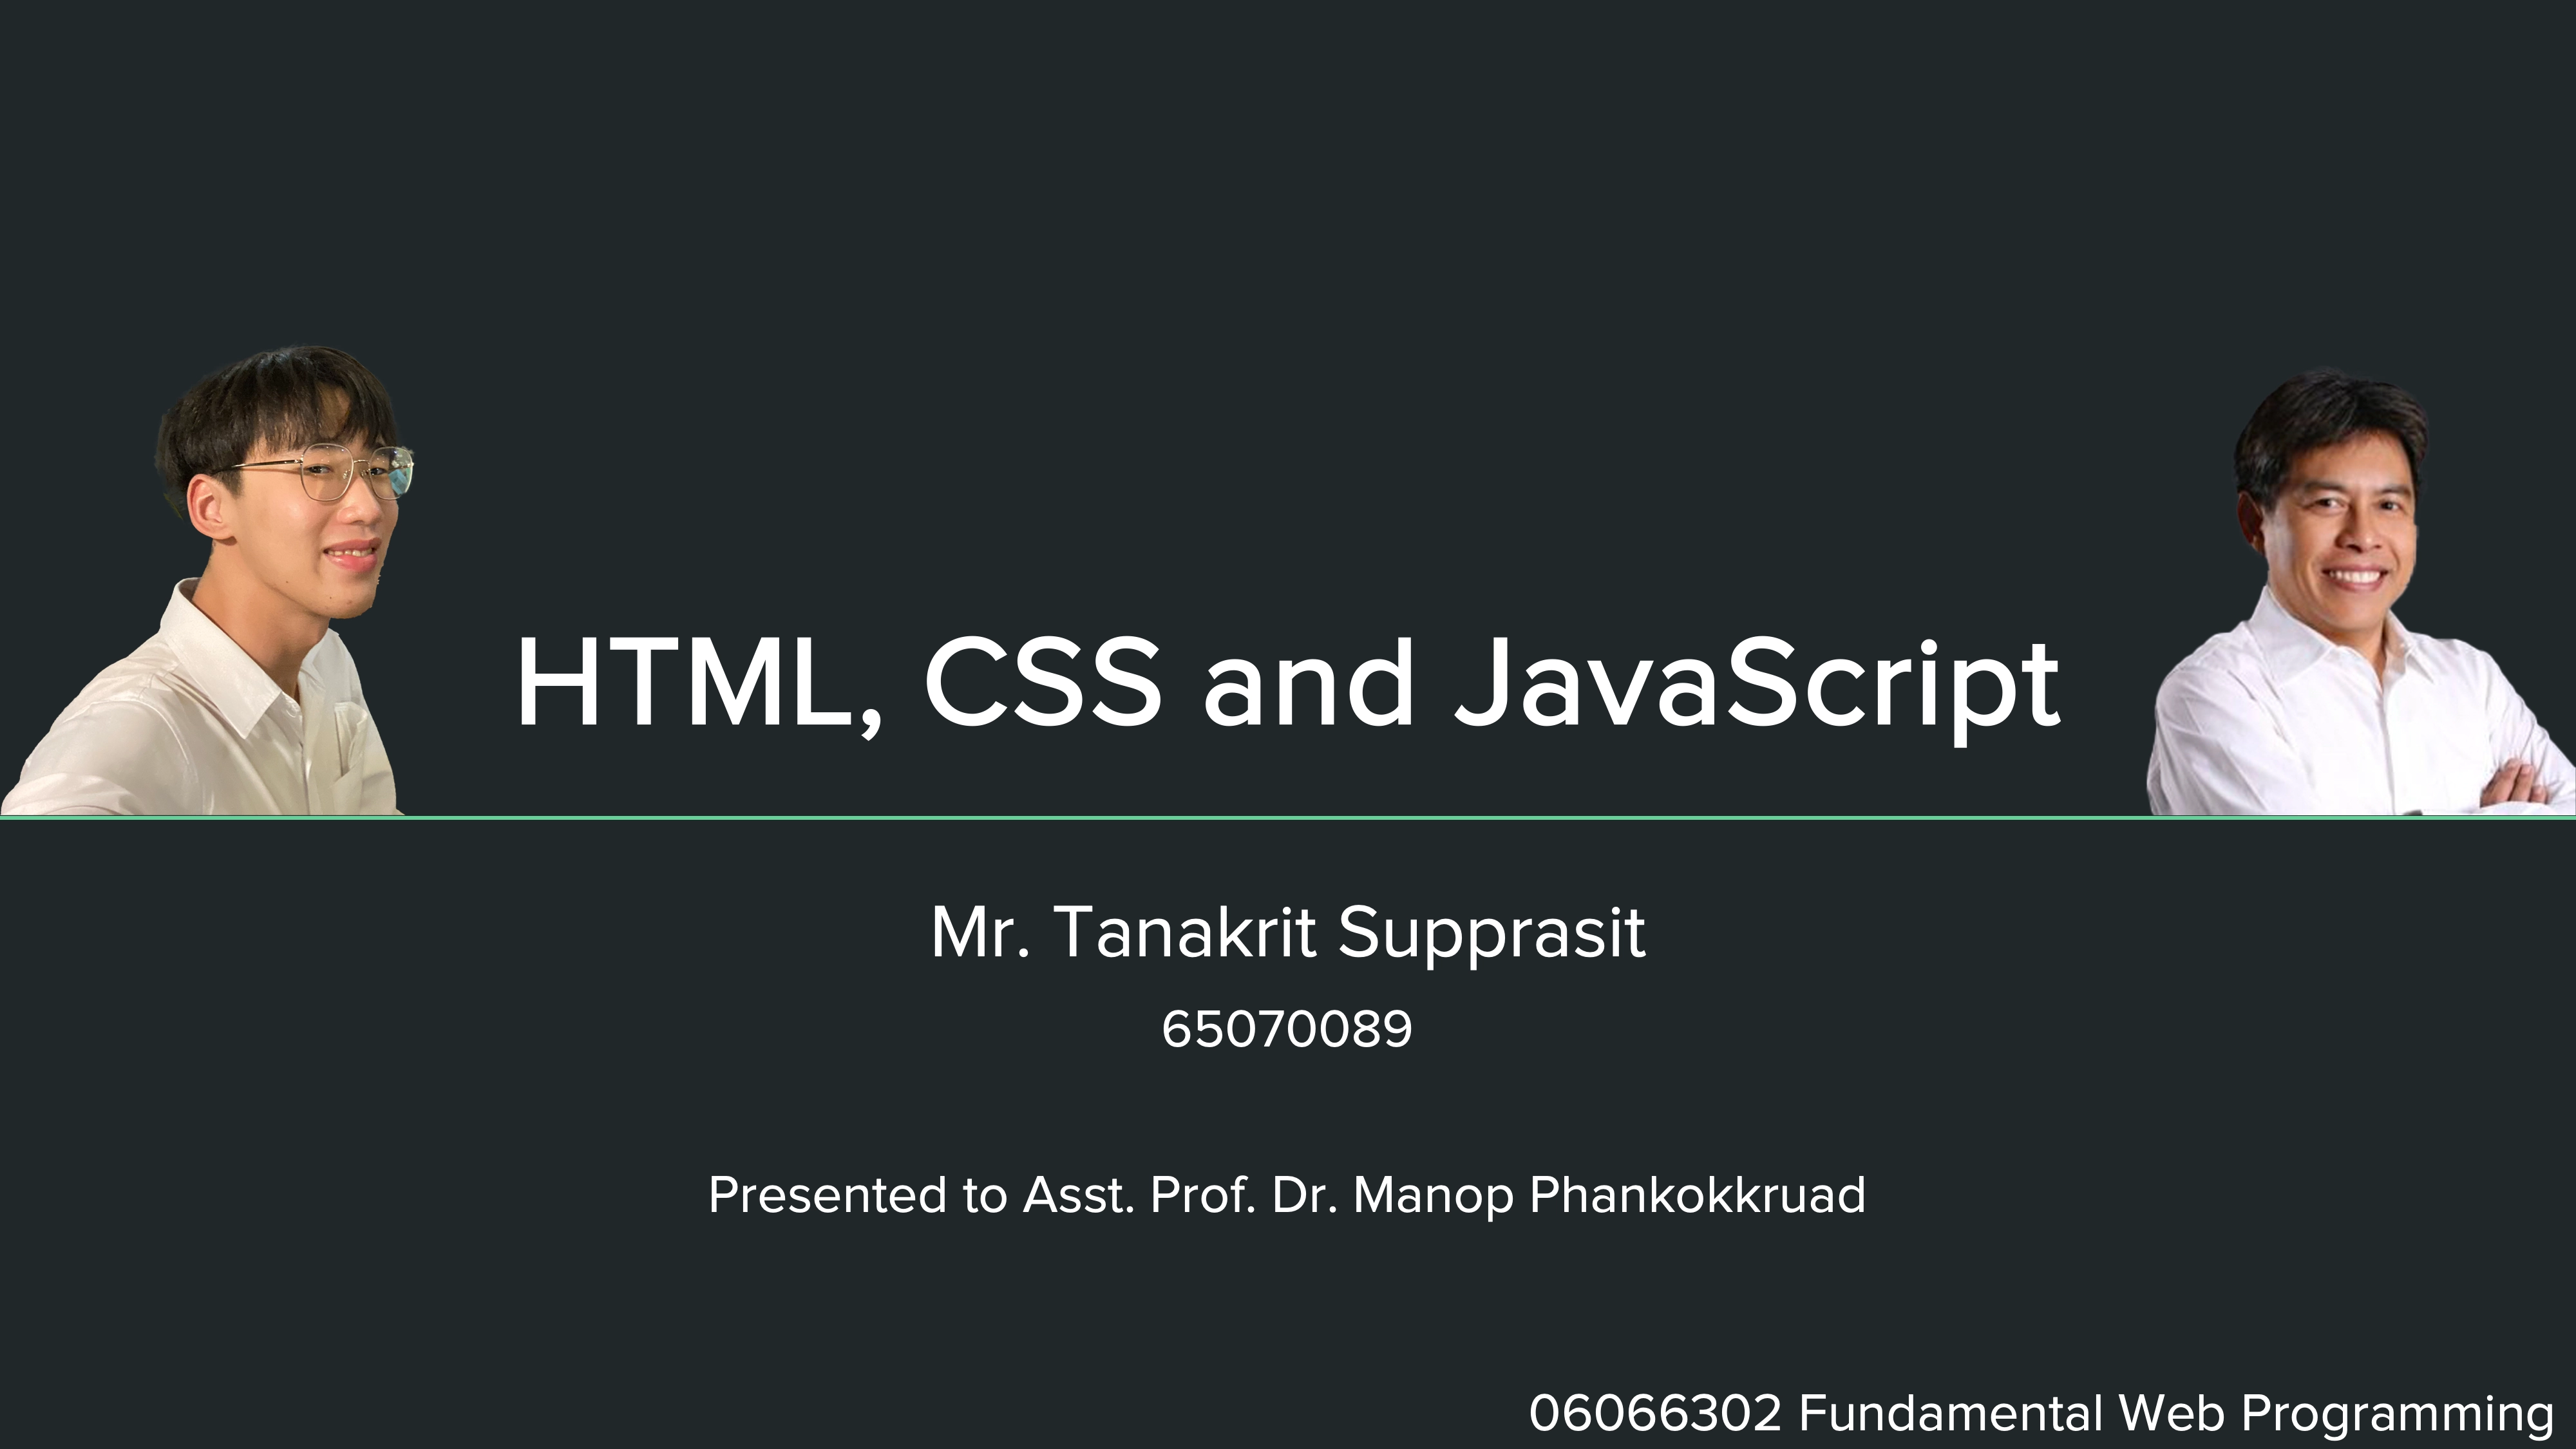 HTML, CSS and JavaScript
Mr. Tanakrit Supprasit
65070089
Presented to Asst. Prof. Dr. Manop Phankokkruad
06066302 Fundamental Web Programming